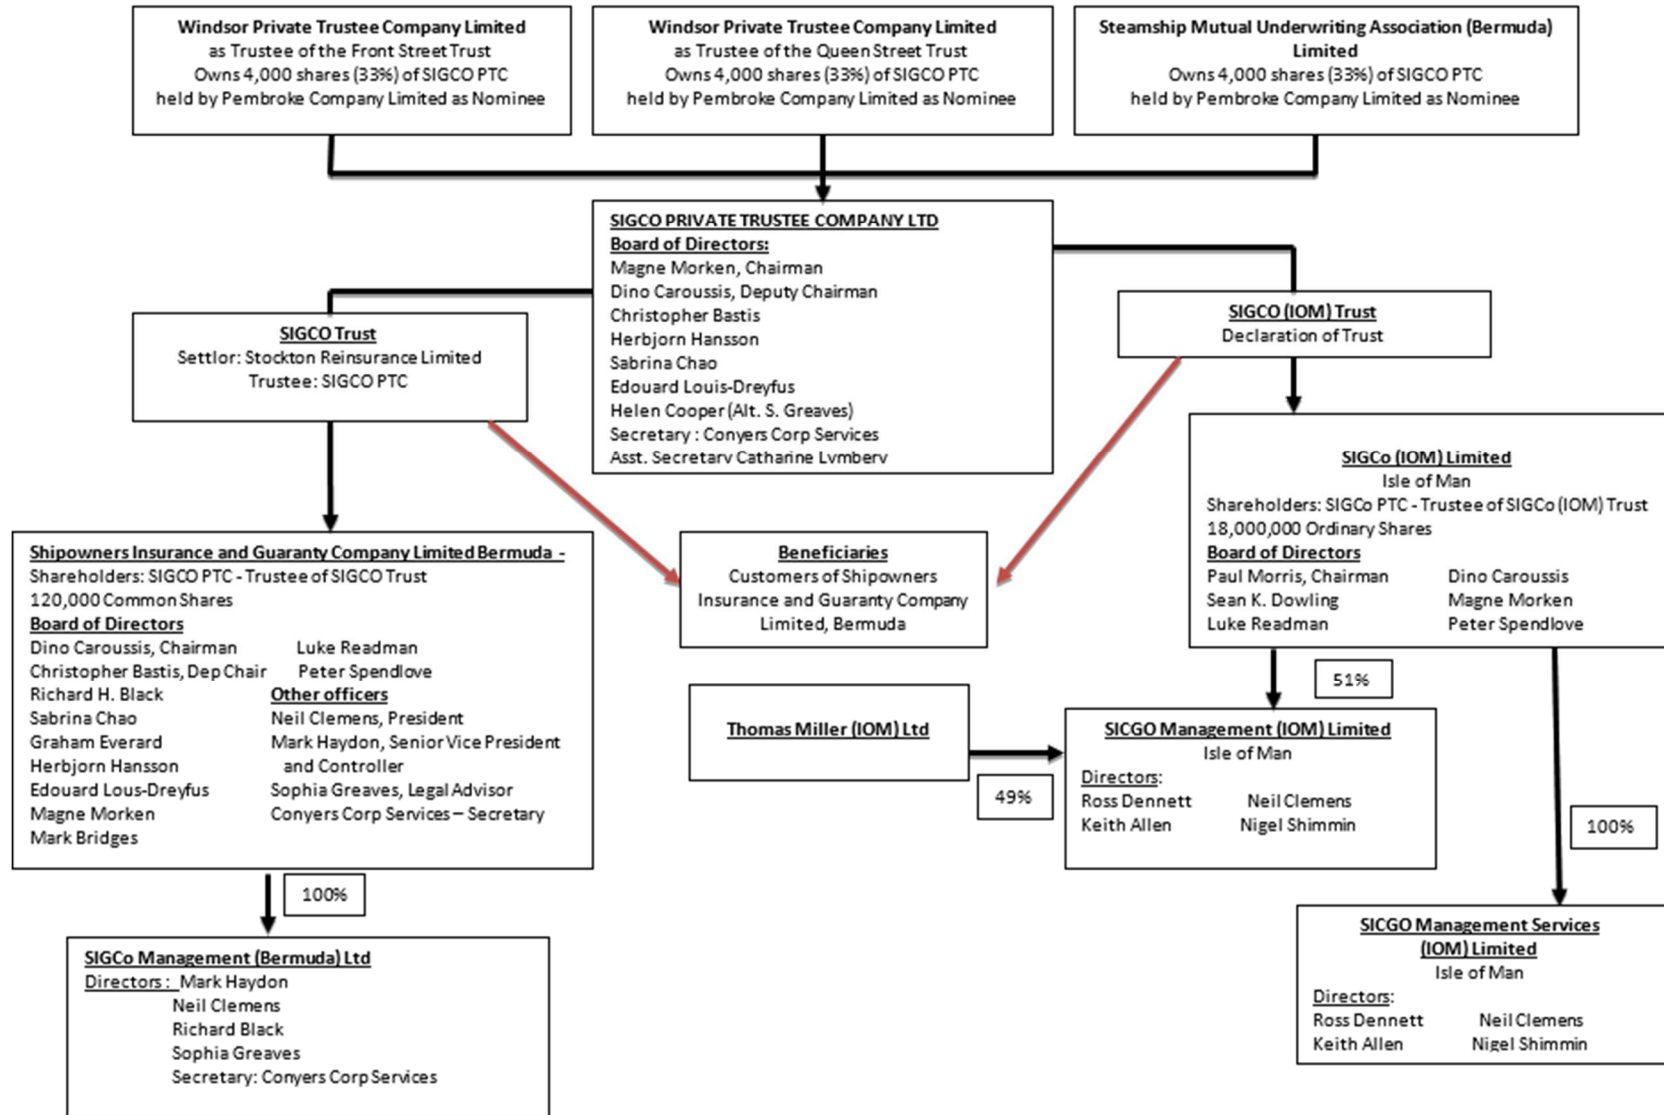 Windsor Private Trustee Company Limited
as Trustee of the Front Street Trust
Owns 4,000 shares (33%) of SIGCO PTC
held by Pembroke Company Limited as Nominee
Windsor Private Trustee Company Limited
as Trustee of the Queen Street Trust
Owns 4,000 shares (33%) of SIGCO PTC
held by Pembroke Company Limited as Nominee
Steamship Mutual Underwriting Association (Bermuda)
Limited
Owns 4,000 shares (33%) of SIGCO PTC
held by Pembroke Company Limited as Nominee
SIGCO PRIVATE TRUSTEE COMPANY LTD
Board of Directors:
Magne Morken, Chairman
Dino Caroussis, Deputy Chairman
Christopher Bastis
Herbjorn Hansson
Sabrina Chao
Edouard Louis-Dreyfus
Helen Cooper (Alt. S. Greaves)
Secretary : Conyers Corp Services
Asst. Secretary Catharine Lymbery
SIGCO Trust
Settlor: Stockton Reinsurance Limited
Trustee: SIGCO PTC
SIGCO (IOM) Trust
Declaration of Trust
SIGCo (IOM) Limited
Isle of Man
Shareholders: SIGCo PTC - Trustee of SIGCo (IOM) Trust
18,000,000 Ordinary Shares
Board of Directors
Paul Morris, Chairman Dino Caroussis
Sean K. Dowling Magne Morken
Luke Readman Peter Spendlove
Shipowners Insurance and Guaranty Company Limited Bermuda -
Shareholders: SIGCO PTC - Trustee of SIGCO Trust
120,000 Common Shares
Board of Directors
Dino Caroussis, Chairman Luke Readman
Christopher Bastis, Dep Chair Peter Spendlove
Richard H. Black Other officers
Sabrina Chao Neil Clemens, President
Graham Everard Mark Haydon, Senior Vice President
Herbjorn Hansson and Controller
Edouard Lous-Dreyfus Sophia Greaves, Legal Advisor
Magne Morken Conyers Corp Services – Secretary
Mark Bridges
Beneficiaries
Customers of Shipowners
Insurance and Guaranty Company
Limited, Bermuda
51%
Thomas Miller (IOM) Ltd
49%
SICGO Management (IOM) Limited
Isle of Man
Directors:
Ross Dennett Neil Clemens
Keith Allen Nigel Shimmin
100%
100%
SIGCo Management (Bermuda) Ltd
Directors : Mark Haydon
Neil Clemens
Richard Black
Sophia Greaves
Secretary: Conyers Corp Services
SICGO Management Services
(IOM) Limited
Isle of Man
Directors:
Ross Dennett Neil Clemens
Keith Allen Nigel Shimmin